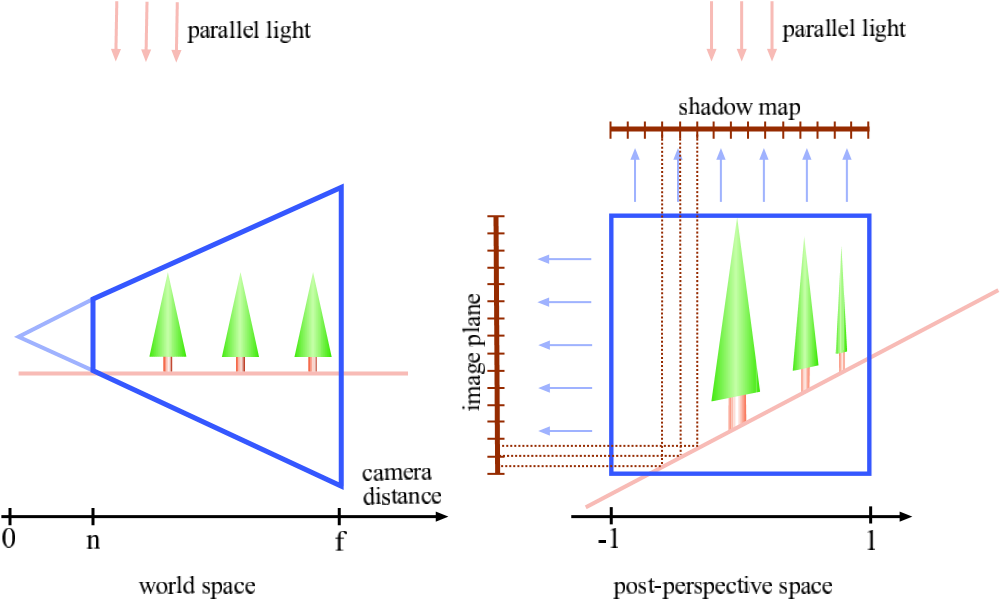 parallel light
parallel light
shadow map
image plane
camera
distance
0
n
f
-1
1
world space
post-perspective space